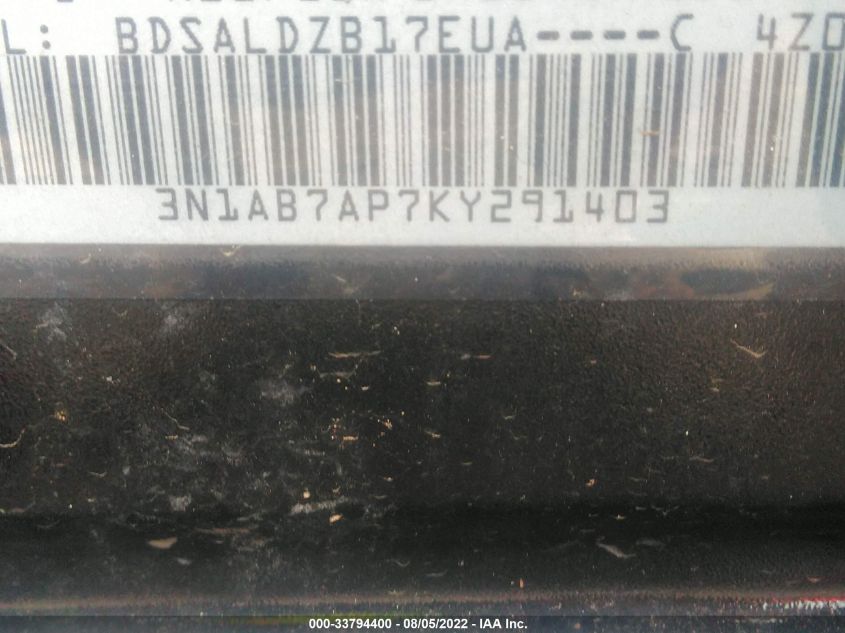 L: BDSALDZB17EUA----C 4Z0
3N1AB7AP7KY291403
000-33794400 - 08/05/2022 - IAA Inc.